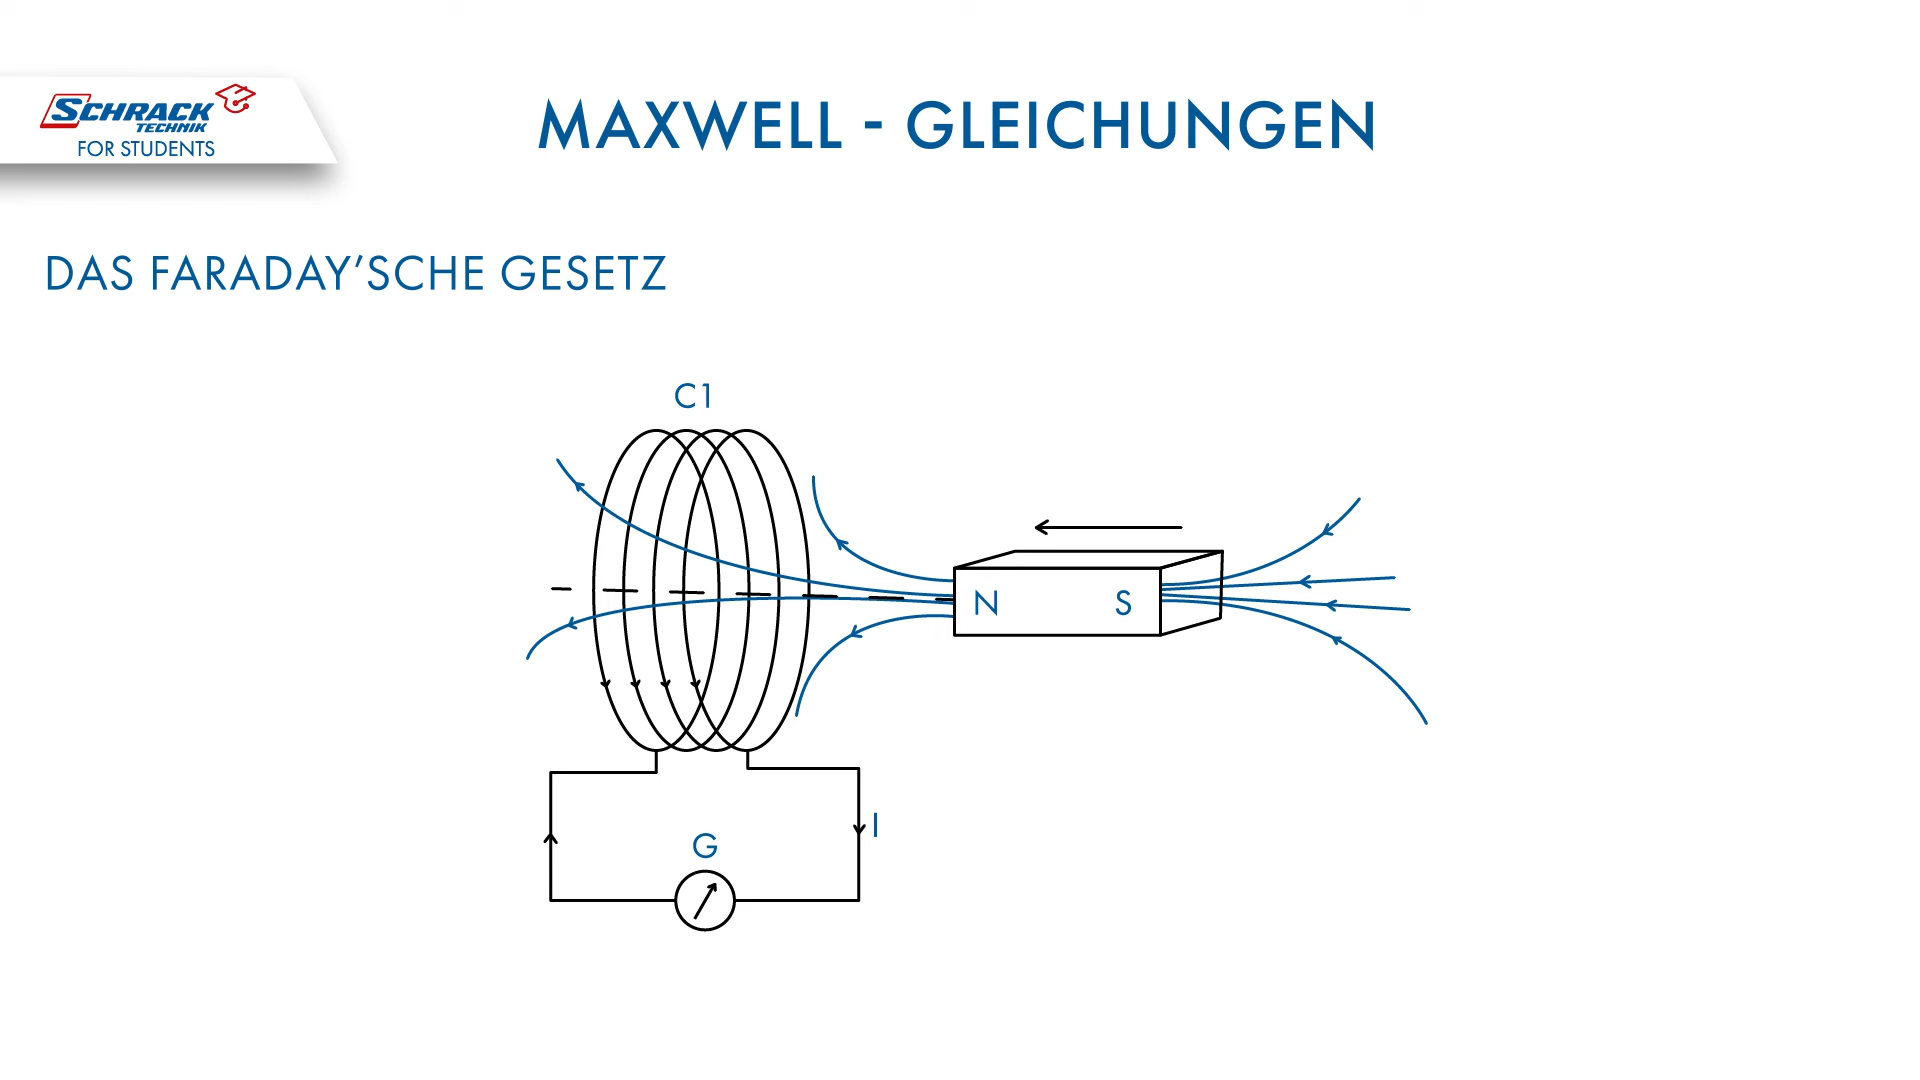 SCHRACK
TECHNIK
FOR STUDENTS
MAXWELL - GLEICHUNGEN
DAS FARADAY'SCHE GESETZ
C1
N S
I
G